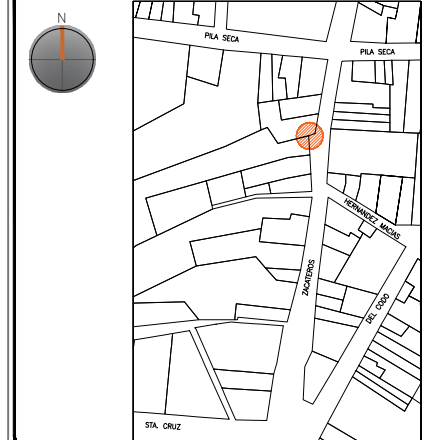 N
PILA SECA
PILA SECA
HERNANDEZ MACIAS
ZACATEROS
DEL CODO
STA. CRUZ